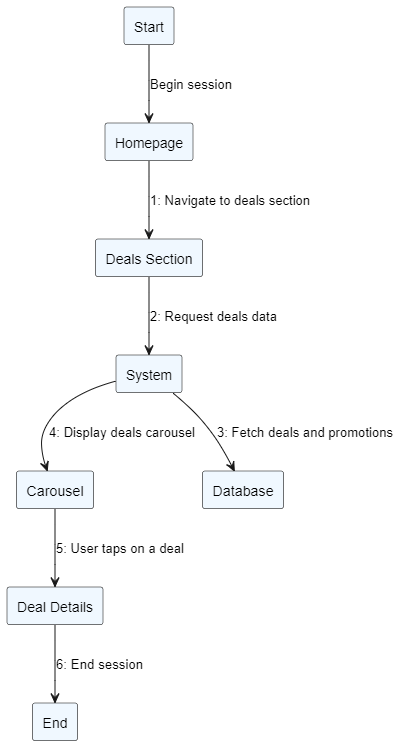 Start
Begin session
Homepage
1: Navigate to deals section
Deals Section
2: Request deals data
System
4: Display deals carousel
3: Fetch deals and promotions
Carousel
Database
5: User taps on a deal
Deal Details
6: End session
End